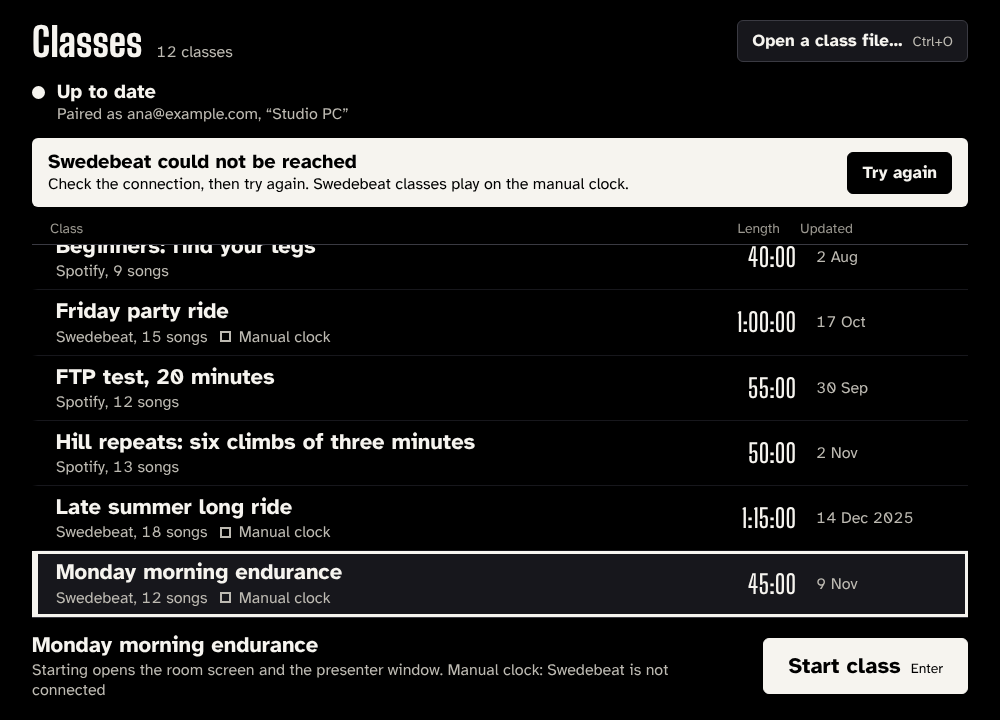 Classes 12 classes
Open a class file... Ctrl+O
Up to date
Paired as ana@example.com, “Studio PC”
Swedebeat could not be reached
Check the connection, then try again. Swedebeat classes play on the manual clock.
Try again
Class Length Updated
Beginners: find your legs
Spotify, 9 songs
40:00 2 Aug
Friday party ride
Swedebeat, 15 songs Manual clock
1:00:00 17 Oct
FTP test, 20 minutes
Spotify, 12 songs
55:00 30 Sep
Hill repeats: six climbs of three minutes
Spotify, 13 songs
50:00 2 Nov
Late summer long ride
Swedebeat, 18 songs Manual clock
1:15:00 14 Dec 2025
Monday morning endurance
Swedebeat, 12 songs Manual clock
45:00 9 Nov
Monday morning endurance
Starting opens the room screen and the presenter window. Manual clock: Swedebeat is not
connected
Start class Enter